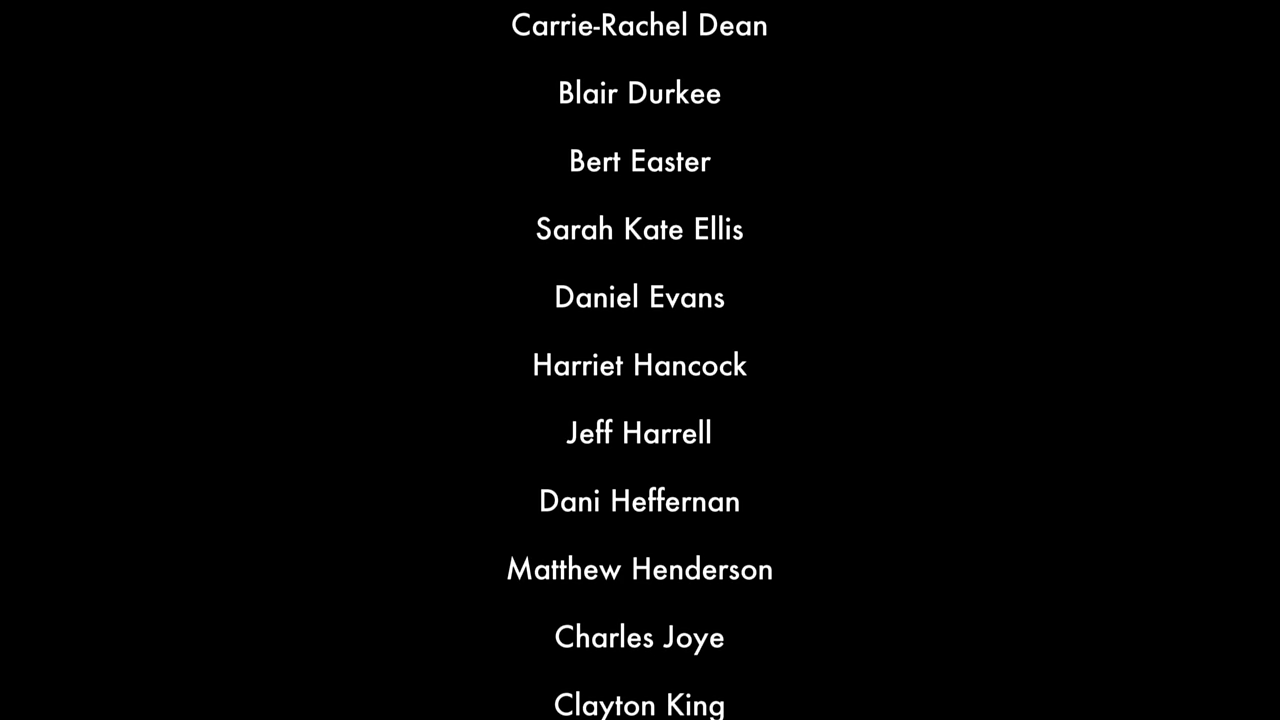 Carrie-Rachel Dean
Blair Durkee
Bert Easter
Sarah Kate Ellis
Daniel Evans
Harriet Hancock
Jeff Harrell
Dani Heffernan
Matthew Henderson
Charles Joye
Clayton King